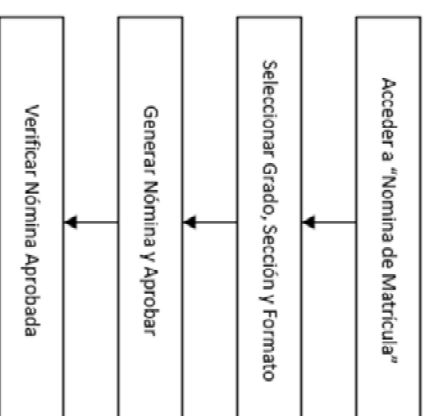 Acceder a "Nomina de Matrícula"
Seleccionar Grado, Sección y Formato
Generar Nómina y Aprobar
Verificar Nómina Aprobada